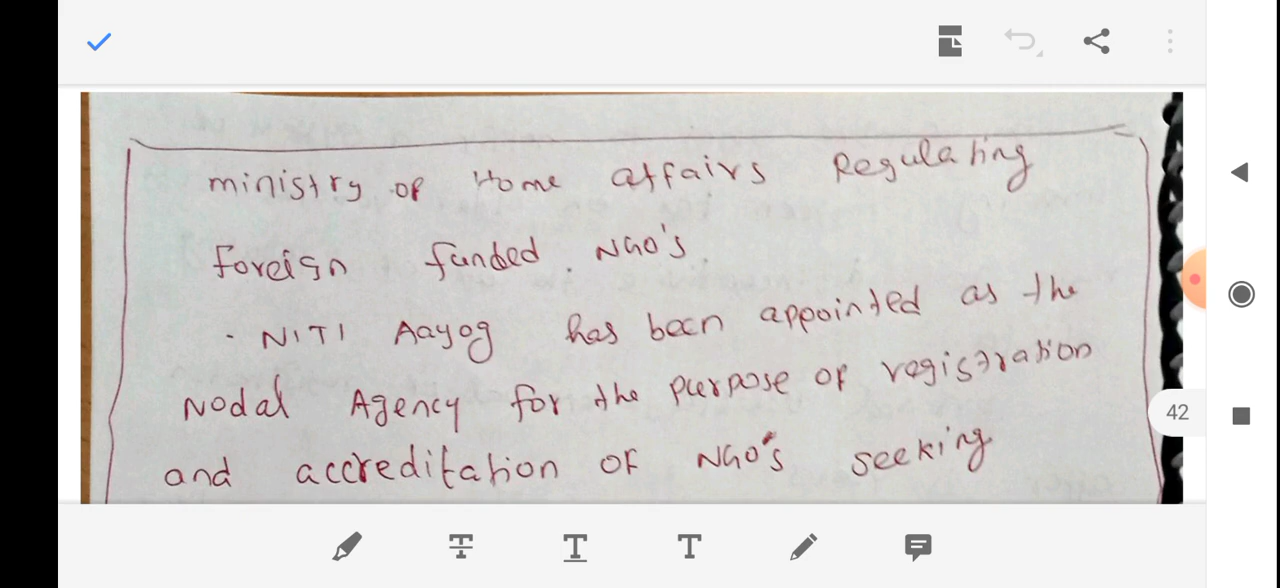 ministry of Home affairs Regulating
foreign funded NGO's
· NITI Aayog has been appointed as the
Nodal Agency for the purpose of registration
and accreditation of NGO's seeking
42